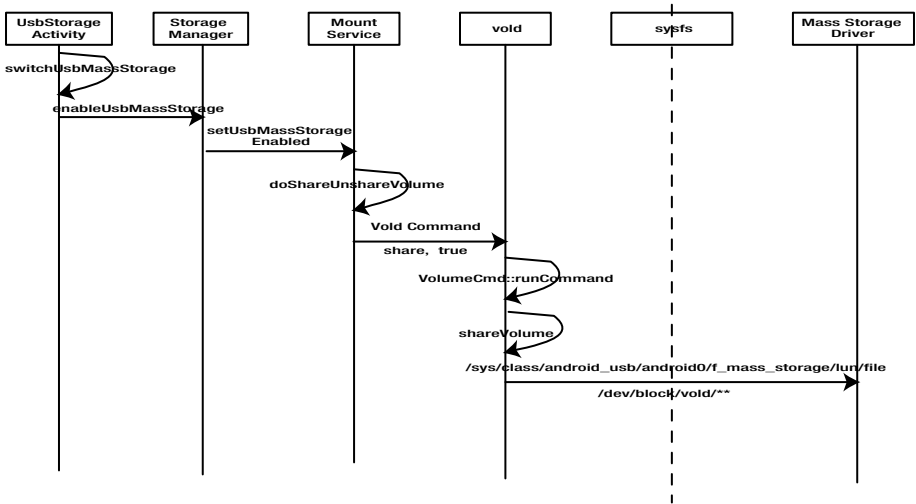 UsbStorage
Activity
Storage
Manager
Mount
Service
vold
sysfs
Mass Storage
Driver
switchUsbMassStorage
enableUsbMassStorage
setUsbMassStorage
Enabled
doShareUnshareVolume
Vold Command
share, true
VolumeCmd::runCommand
shareVolume
/sys/class/android_usb/android0/f_mass_storage/lun/file
/dev/block/vold/**